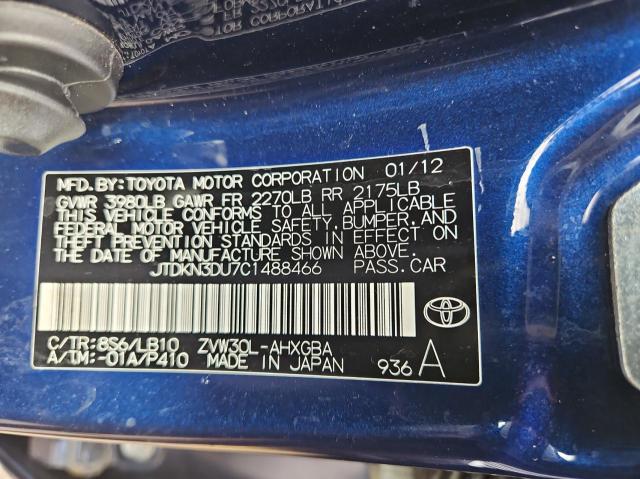 MFD.BY:TOYOTA MOTOR CORPORATION 01/12
GVWR 3980LB GAWR FR 2270LB RR 2175LB
THIS VEHICLE CONFORMS TO ALL APPLICABLE
FEDERAL MOTOR VEHICLE SAFETY,BUMPER,AND
THEFT PREVENTION STANDARDS IN EFFECT ON
THE DATE OF MANUFACTURE SHOWN ABOVE.
JTDKN3DU7C1488466 PASS.CAR
C/TR:8S6/LB10 ZVW30L-AHXGBA
A/TM:-01A/P410 MADE IN JAPAN
936 A